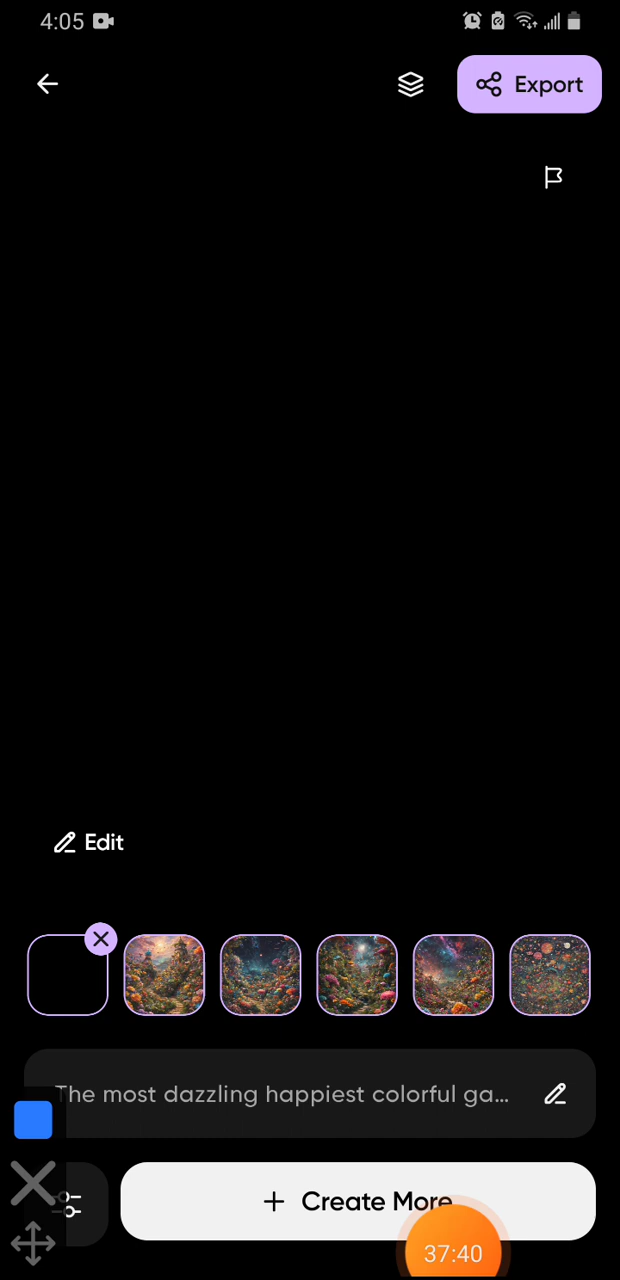 4:05
Export
Edit
The most dazzling happiest colorful ga...
Create More
37:40